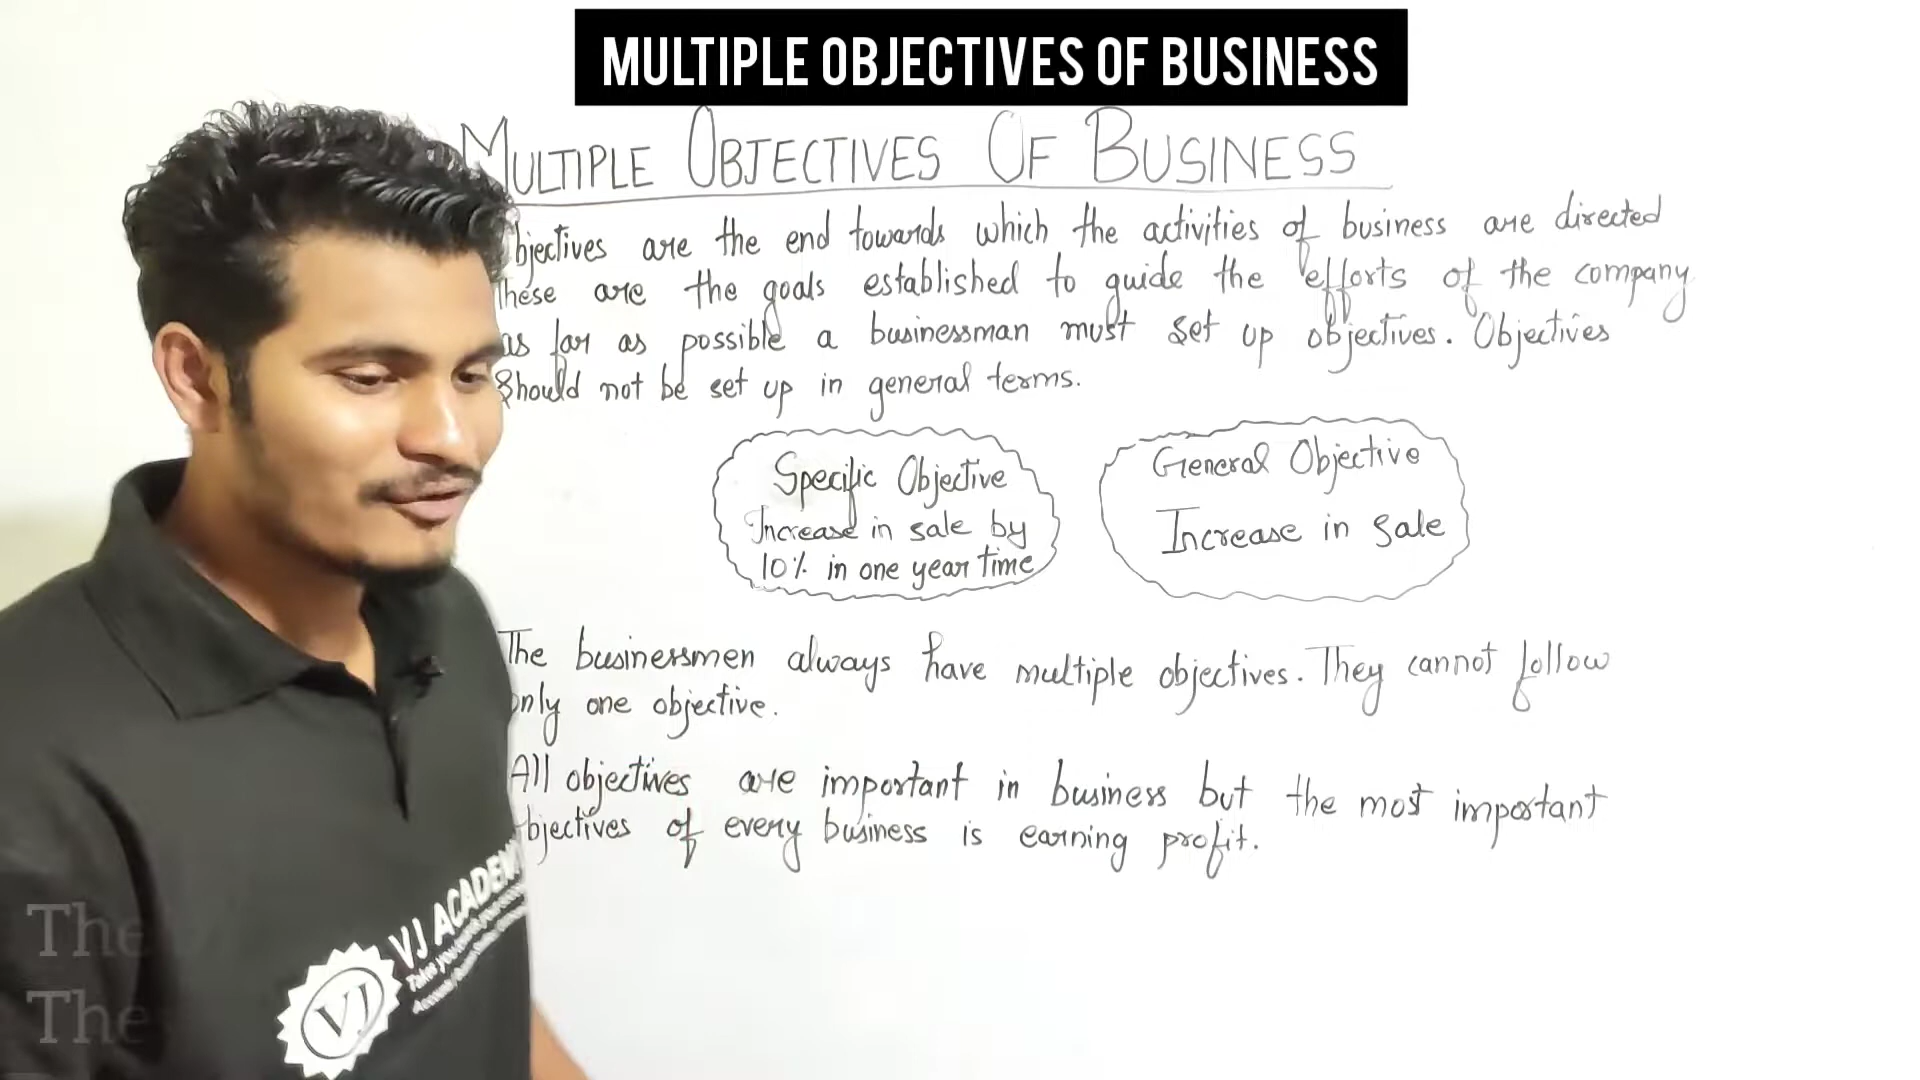 MULTIPLE OBJECTIVES OF BUSINESS
MULTIPLE OBJECTIVES OF BUSINESS
bjectives are the end towards which the activities of business are directed
These are the goals established to guide the efforts of the company
as far as possible a businessman must set up objectives. Objectives
Should not be set up in general terms.
Specific Objective
Increase in sale by
10% in one year time
General Objective
Increase in sale
The businessmen always have multiple objectives. They cannot follow
only one objective.
All objectives are important in business but the most important
objectives of every business is earning profit.
VJ ACADEMY
VJ
The
The